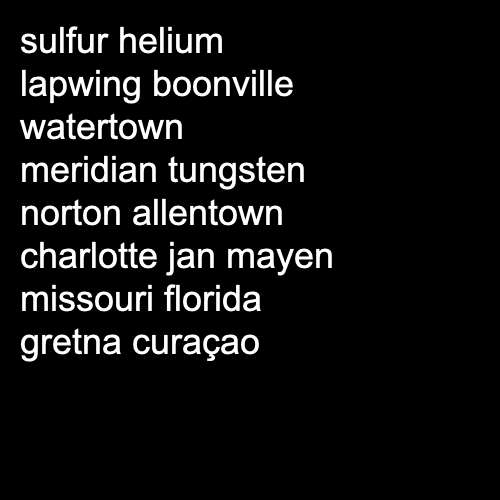 sulfur helium
lapwing boonville
watertown
meridian tungsten
norton allentown
charlotte jan mayen
missouri florida
gretna curaçao